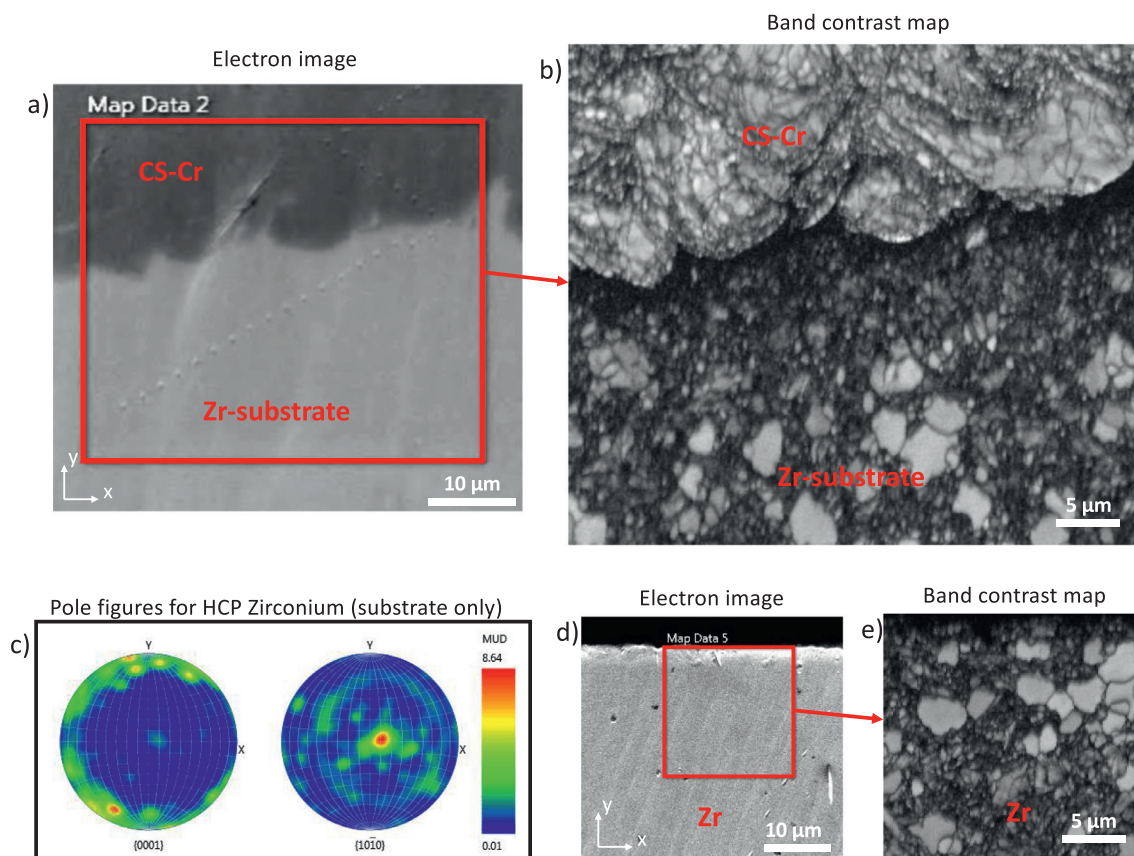 Electron image
Band contrast map
a)
Map Data 2
CS-Cr
Zr-substrate
y
x
10 μm
b)
CS-Cr
Zr-substrate
5 μm
Pole figures for HCP Zirconium (substrate only)
c)
Y
X
{0001}
Y
X
{1010}
MUD
8.64
0.01
Electron image
d)
Map Data 5
Zr
y
x
10 μm
Band contrast map
e)
Zr
5 μm